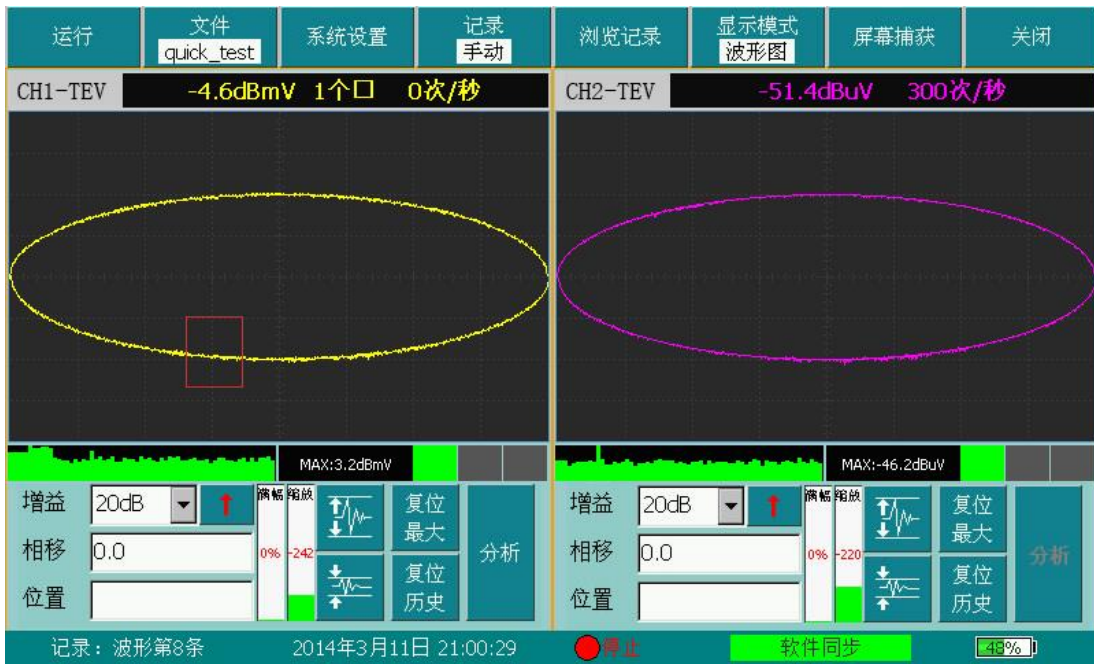 运行
文件
quick_test
系统设置
记录
手动
浏览记录
显示模式
波形图
屏幕捕获
关闭
CH1-TEV
-4.6dBmV 1个口 0次/秒
CH2-TEV
-51.4dBuV 300次/秒
MAX:3.2dBmV
MAX:-46.2dBuV
增益
20dB
满幅
缩放
复位
最大
相移
0.0
0%
-242
分析
位置
复位
历史
增益
20dB
满幅
缩放
复位
最大
相移
0.0
0%
-220
分析
位置
复位
历史
记录：波形第8条
2014年3月11日 21:00:29
停止
软件同步
48%